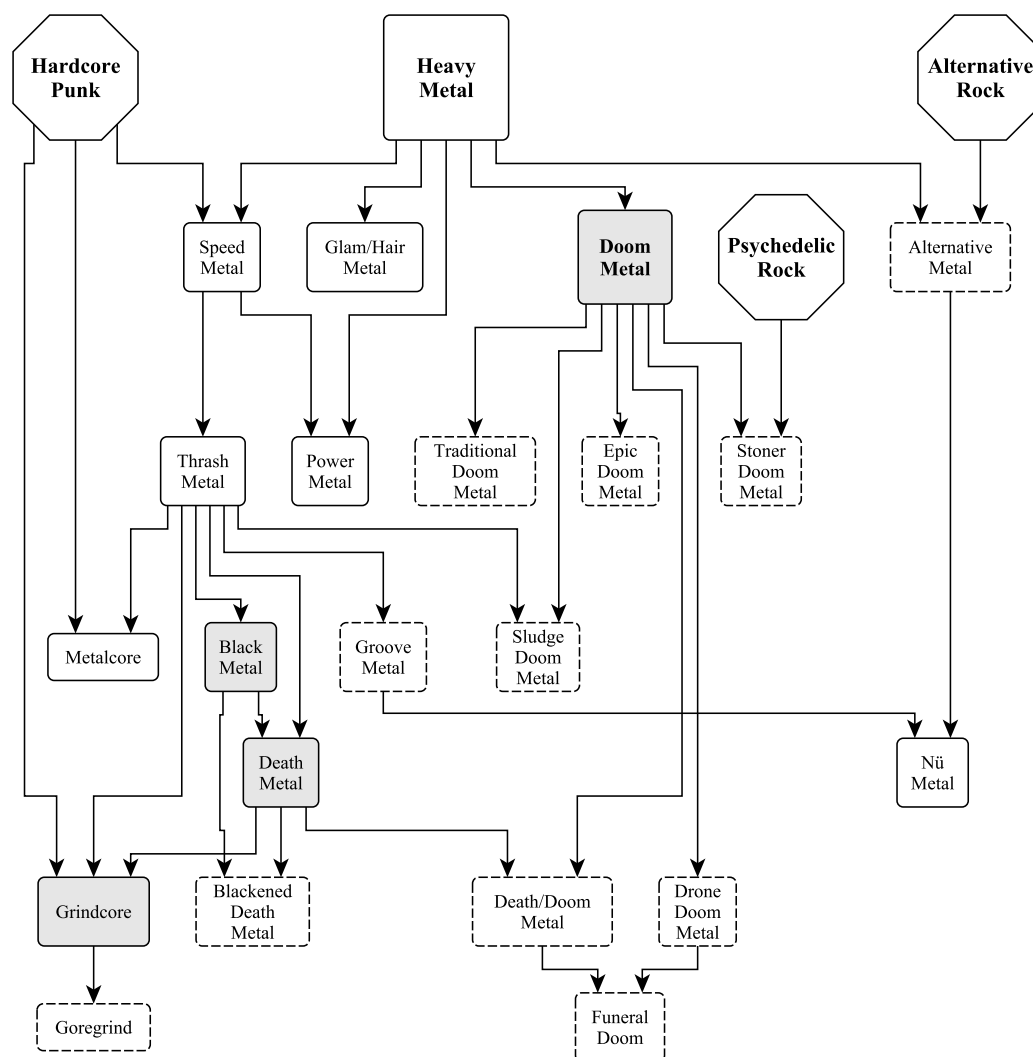 Hardcore
Punk
Heavy
Metal
Alternative
Rock
Speed
Metal
Glam/Hair
Metal
Doom
Metal
Psychedelic
Rock
Alternative
Metal
Thrash
Metal
Power
Metal
Traditional
Doom
Metal
Epic
Doom
Metal
Stoner
Doom
Metal
Metalcore
Black
Metal
Groove
Metal
Sludge
Doom
Metal
Death
Metal
Nü
Metal
Grindcore
Blackened
Death
Metal
Death/Doom
Metal
Drone
Doom
Metal
Goregrind
Funeral
Doom